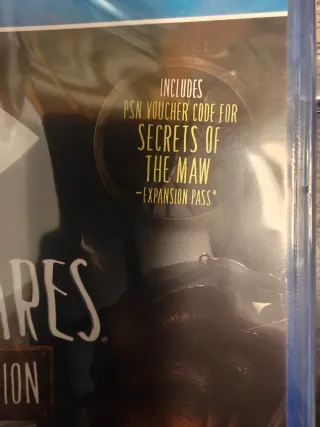 INCLUDES
PSN VOUCHER CODE FOR
SECRETS OF
THE MAW
-EXPANSION PASS*
ARES®
ION